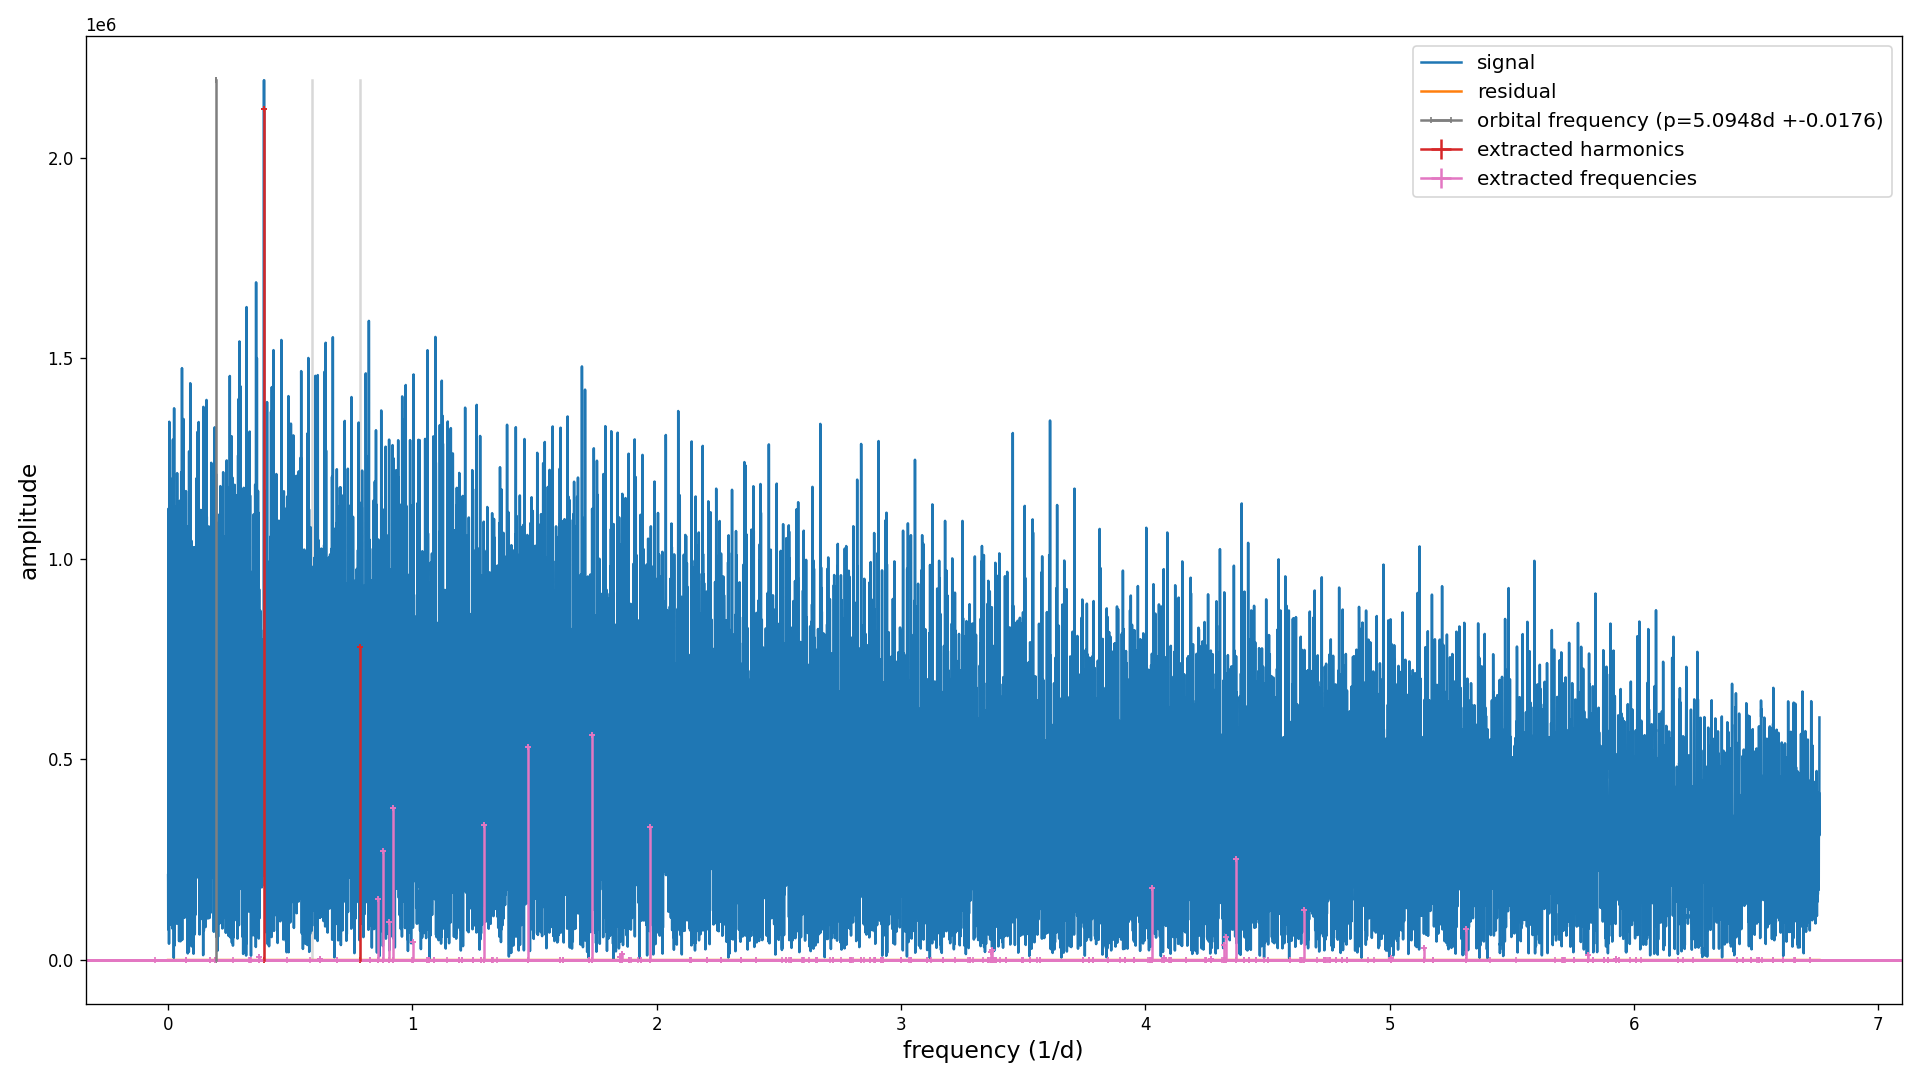 1e6
signal
residual
orbital frequency (p=5.0948d +-0.0176)
extracted harmonics
extracted frequencies
2.0
1.5
1.0
0.5
0.0
amplitude
0 1 2 3 4 5 6 7
frequency (1/d)